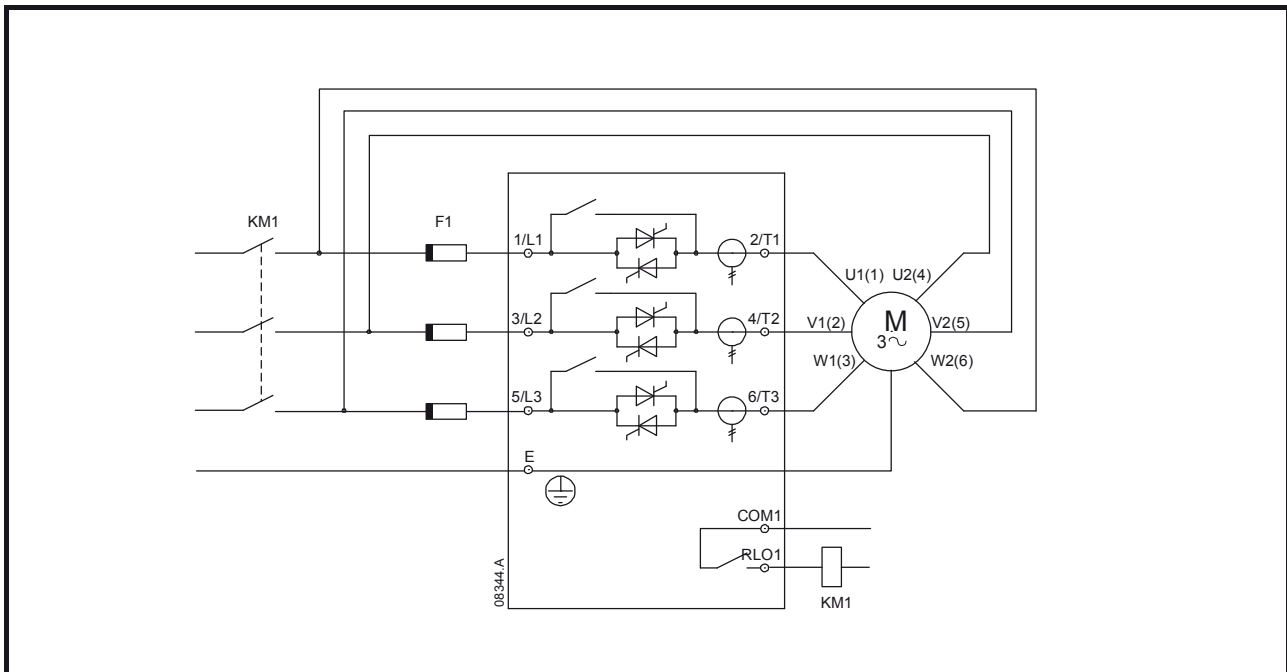 KM1
F1
1/L1
2/T1
U1(1) U2(4)
3/L2
4/T2
V1(2)
M
3~
V2(5)
W1(3)
W2(6)
5/L3
6/T3
E
COM1
RLO1
KM1
08344.A